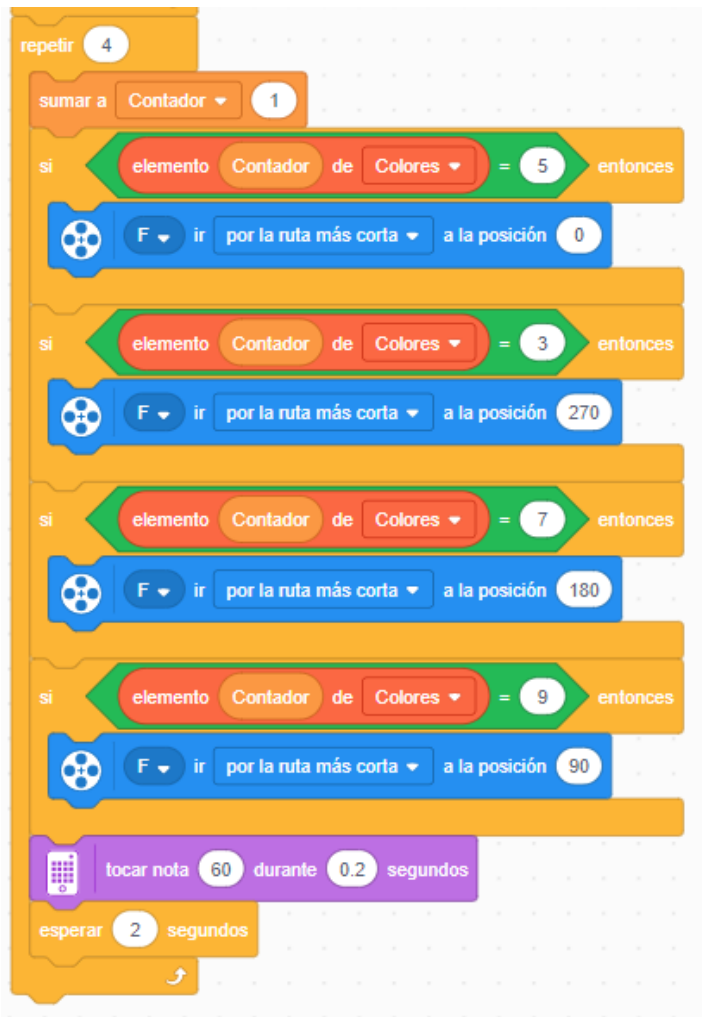 repetir 4
sumar a Contador 1
si elemento Contador de Colores = 5 entonces
F ir por la ruta más corta a la posición 0
si elemento Contador de Colores = 3 entonces
F ir por la ruta más corta a la posición 270
si elemento Contador de Colores = 7 entonces
F ir por la ruta más corta a la posición 180
si elemento Contador de Colores = 9 entonces
F ir por la ruta más corta a la posición 90
tocar nota 60 durante 0.2 segundos
esperar 2 segundos